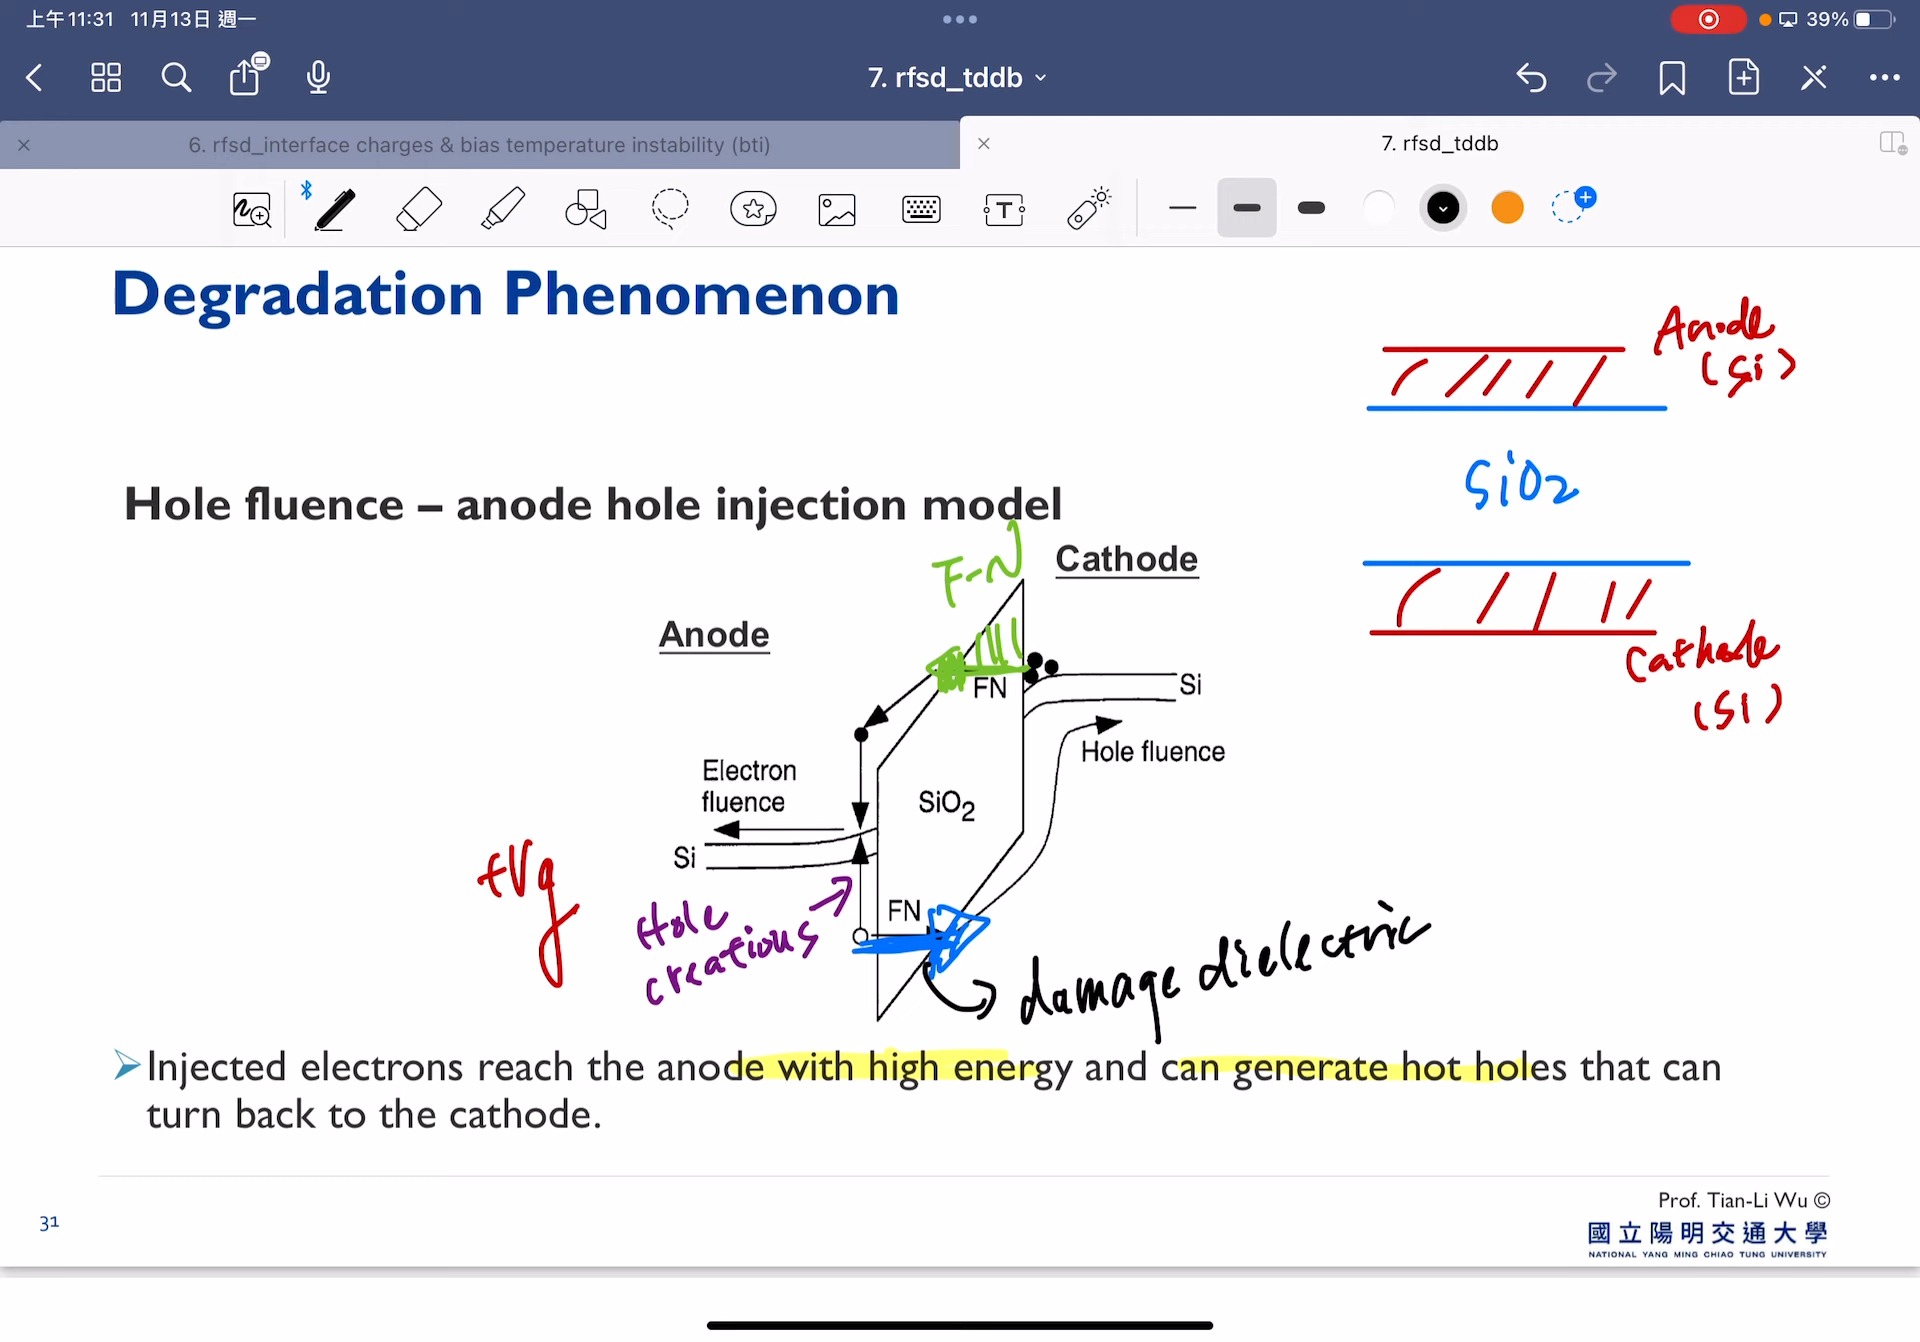 上午11:31 11月13日 週一
39%
7. rfsd_tddb
6. rfsd_interface charges & bias temperature instability (bti)
7. rfsd_tddb
Degradation Phenomenon
Anode
(Si)
SiO2
Cathode
(Si)
Hole fluence – anode hole injection model
F-N
Cathode
Anode
FN
Si
Hole fluence
Electron
fluence
SiO2
Si
+Vg
FN
Hole
creations
damage dielectric
Injected electrons reach the anode with high energy and can generate hot holes that can
turn back to the cathode.
Prof. Tian-Li Wu ©
31
國立陽明交通大學
NATIONAL YANG MING CHIAO TUNG UNIVERSITY